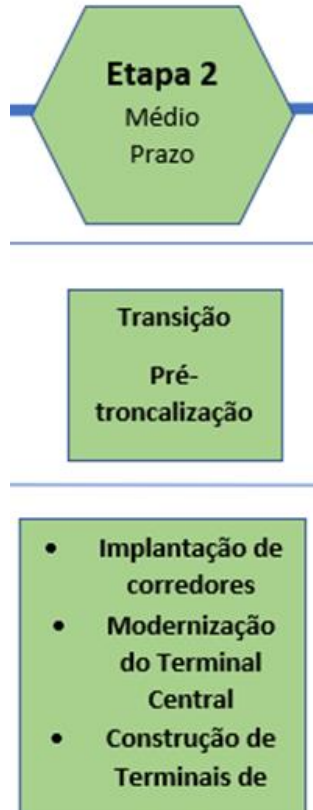 Etapa 2
Médio
Prazo
Transição
Pré-
troncalização
• Implantação de
corredores
• Modernização
do Terminal
Central
• Construção de
Terminais de